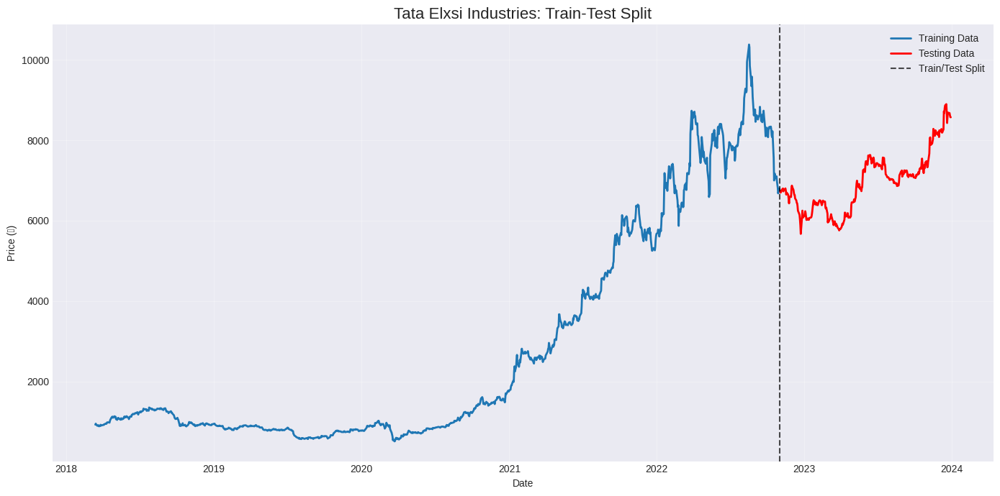 Tata Elxsi Industries: Train-Test Split
Training Data
Testing Data
Train/Test Split
10000
8000
6000
4000
2000
Price (▯)
2018
2019
2020
2021
2022
2023
2024
Date